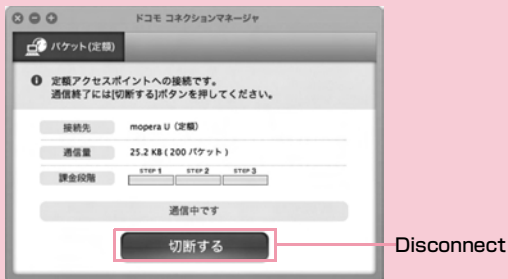 ドコモ コネクションマネージャ
パケット(定額)
定額アクセスポイントへの接続です。
通信終了には[切断する]ボタンを押してください。
接続先 mopera U（定額）
通信量 25.2 KB ( 200 パケット )
課金段階 STEP 1 STEP 2 STEP 3
通信中です
切断する
Disconnect